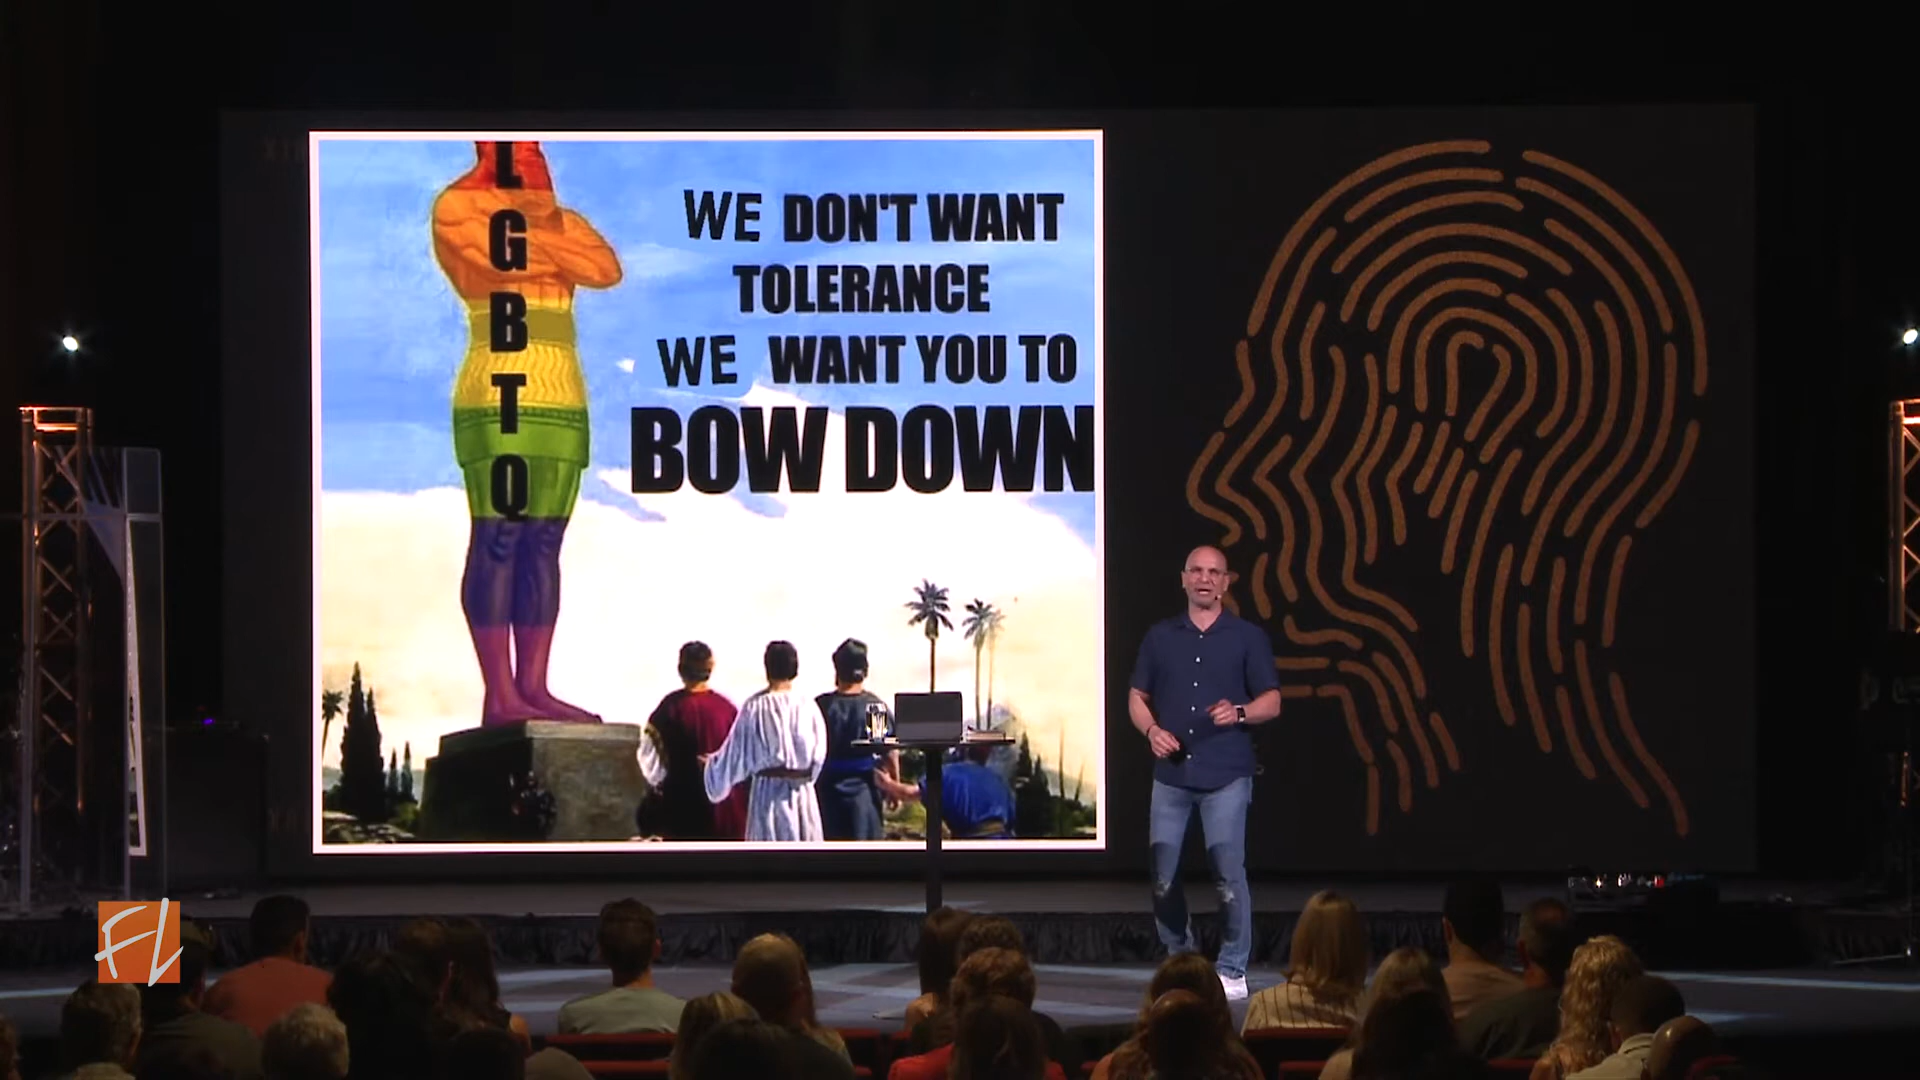 L
G
B
T
Q
WE DON'T WANT
TOLERANCE
WE WANT YOU TO
BOW DOWN
FL